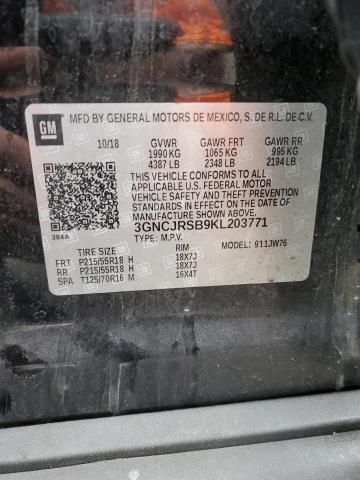 GM
MFD BY GENERAL MOTORS DE MEXICO, S. DE R.L. DE C.V.
10/18 GVWR GAWR FRT GAWR RR
1990 KG 1065 KG 995 KG
4387 LB 2348 LB 2194 LB
THIS VEHICLE CONFORMS TO ALL
APPLICABLE U.S. FEDERAL MOTOR
VEHICLE SAFETY, BUMPER, AND THEFT
PREVENTION STANDARDS IN EFFECT ON
THE DATE OF MANUFACTURE SHOWN ABOVE.
3GNCJRSB9KL203771
384A TYPE: M.P.V. MODEL: 911JW76
TIRE SIZE RIM
FRT P215/55R18 H 18X7J
RR P215/55R18 H 18X7J
SPA T125/70R16 M 16X4T